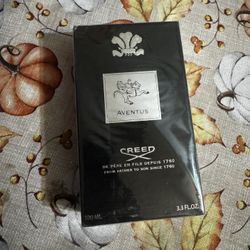 AVENTUS
CREED
DE PÈRE EN FILS DEPUIS 1760
FROM FATHER TO SON SINCE 1760
100 ML
3.3 FL.OZ.